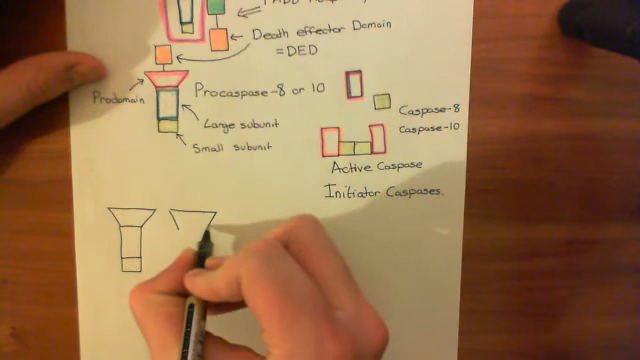 Death effector Domain
=DED
Prodomain
Procaspase-8 or 10
Large subunit
Small subunit
Caspase-8
Caspase-10
Active Caspase
Initiator Caspases.